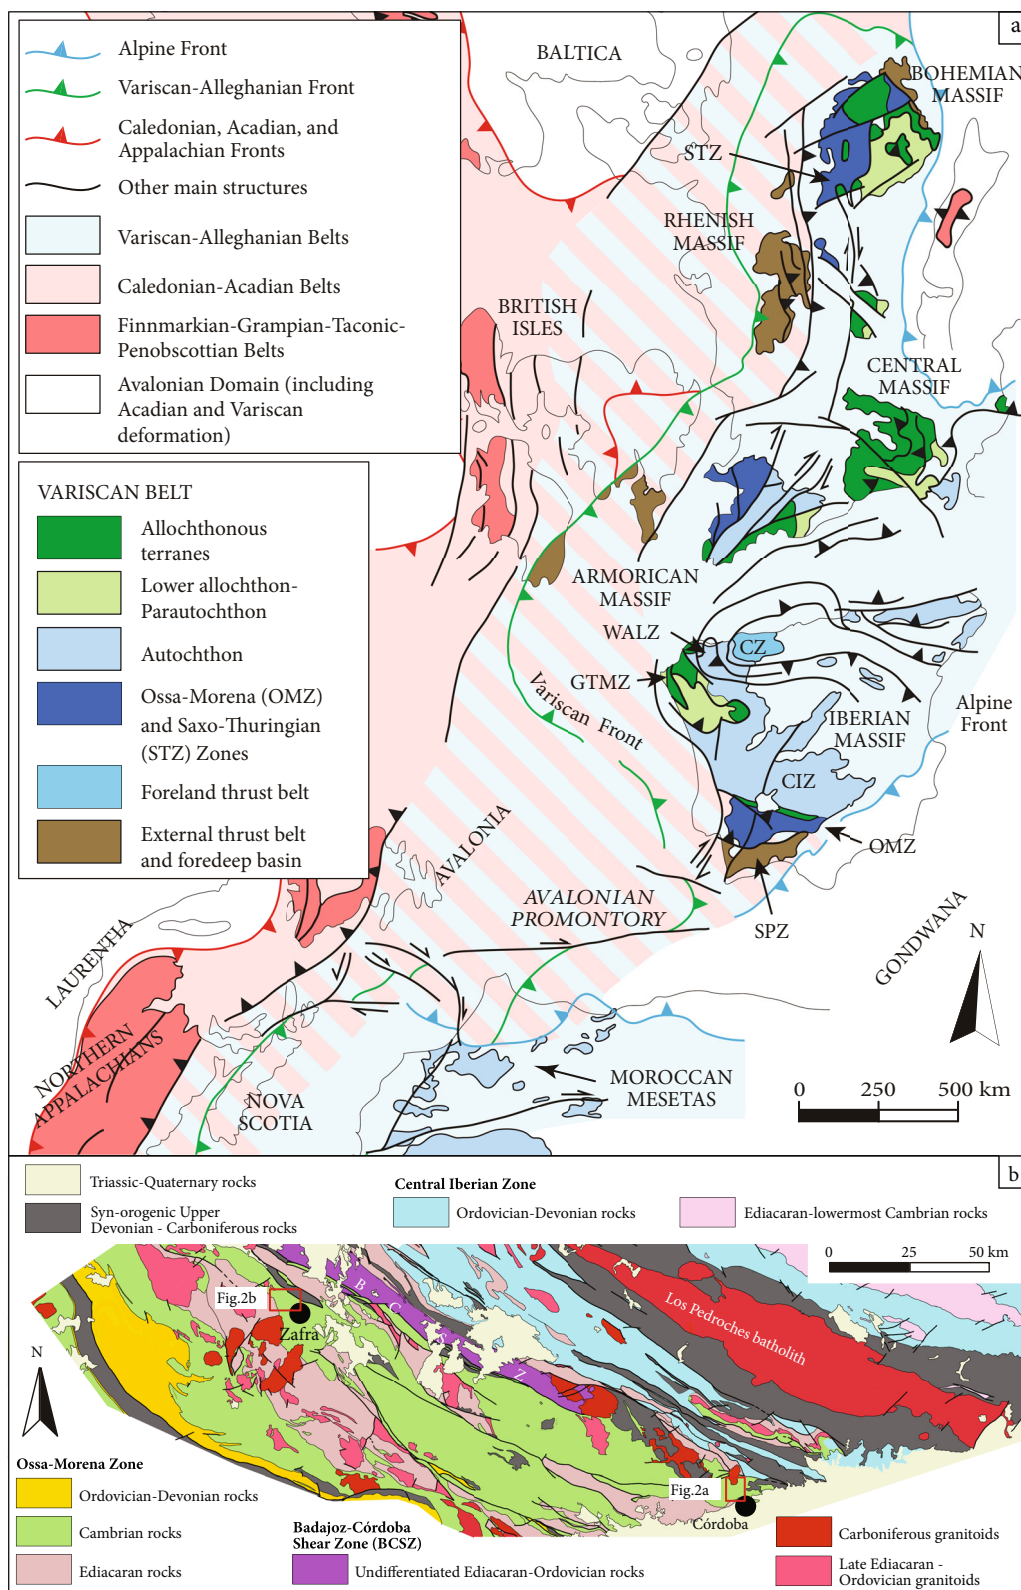 a
Alpine Front
Variscan-Alleghanian Front
Caledonian, Acadian, and
Appalachian Fronts
Other main structures
Variscan-Alleghanian Belts
Caledonian-Acadian Belts
Finnmarkian-Grampian-Taconic-
Penobscottian Belts
Avalonian Domain (including
Acadian and Variscan
deformation)
VARISCAN BELT
Allochthonous
terranes
Lower allochthon-
Parautochthon
Autochthon
Ossa-Morena (OMZ)
and Saxo-Thuringian
(STZ) Zones
Foreland thrust belt
External thrust belt
and foredeep basin
BALTICA
BOHEMIAN
MASSIF
STZ
RHENISH
MASSIF
BRITISH
ISLES
CENTRAL
MASSIF
ARMORICAN
MASSIF
WALZ
CZ
GTMZ
Variscan Front
IBERIAN
MASSIF
Alpine
Front
CIZ
OMZ
AVALONIA
AVALONIAN
PROMONTORY
SPZ
GONDWANA
N
LAURENTIA
NORTHERN
APPALACHIANS
NOVA
SCOTIA
MOROCCAN
MESETAS
0 250 500 km
b
Triassic-Quaternary rocks
Syn-orogenic Upper
Devonian - Carboniferous rocks
Central Iberian Zone
Ordovician-Devonian rocks
Ediacaran-lowermost Cambrian rocks
0 25 50 km
Fig.2b
Zafra
B C S Z
Los Pedroches batholith
N
Fig.2a
Córdoba
Ossa-Morena Zone
Ordovician-Devonian rocks
Cambrian rocks
Ediacaran rocks
Badajoz-Córdoba
Shear Zone (BCSZ)
Undifferentiated Ediacaran-Ordovician rocks
Carboniferous granitoids
Late Ediacaran -
Ordovician granitoids